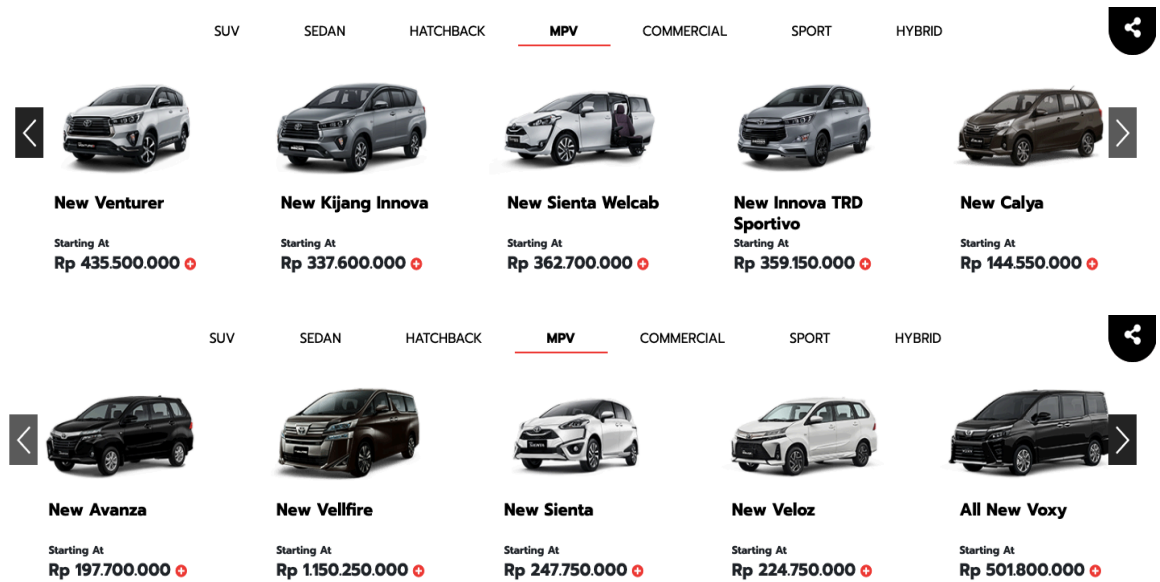 SUV SEDAN HATCHBACK MPV COMMERCIAL SPORT HYBRID
New Venturer New Kijang Innova New Sienta Welcab New Innova TRD New Calya
Sportivo
Starting At Starting At Starting At Starting At Starting At
Rp 435.500.000 Rp 337.600.000 Rp 362.700.000 Rp 359.150.000 Rp 144.550.000
SUV SEDAN HATCHBACK MPV COMMERCIAL SPORT HYBRID
New Avanza New Vellfire New Sienta New Veloz All New Voxy
Starting At Starting At Starting At Starting At Starting At
Rp 197.700.000 Rp 1.150.250.000 Rp 247.750.000 Rp 224.750.000 Rp 501.800.000